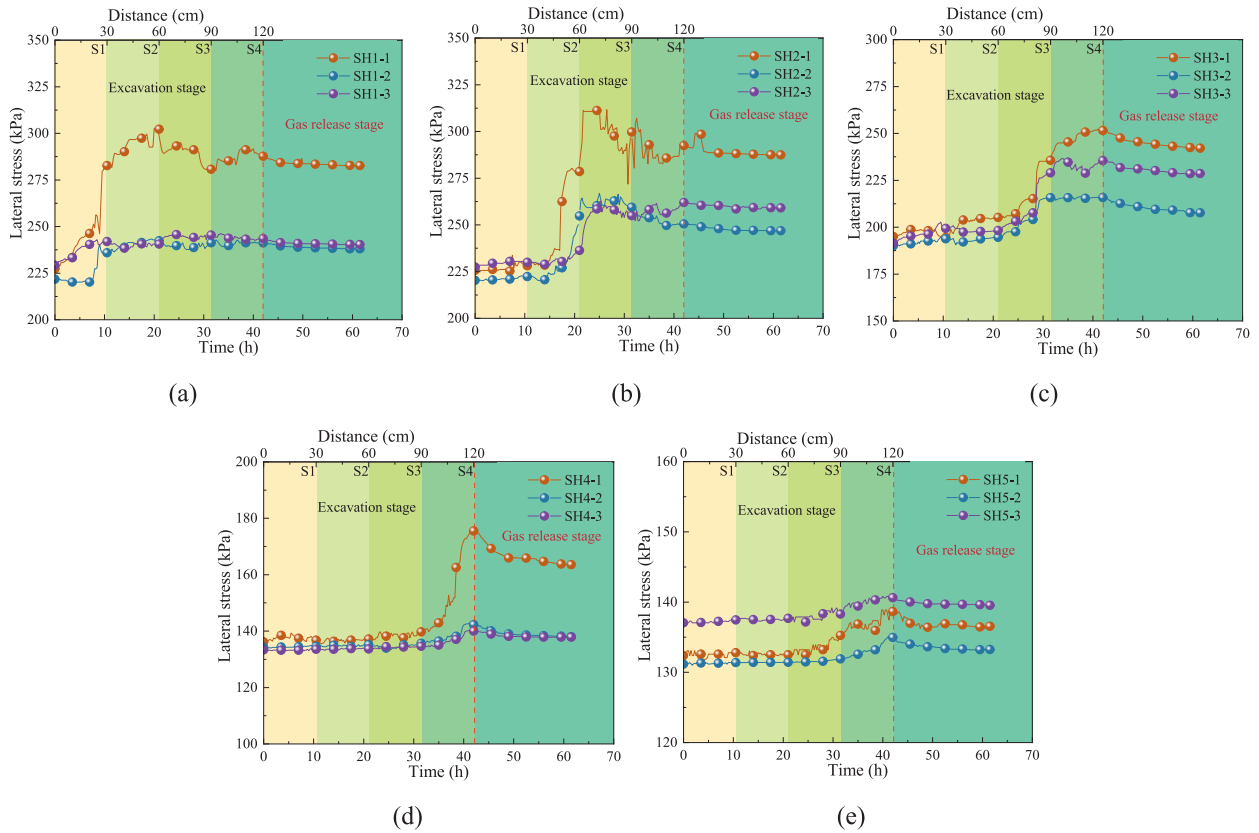 Distance (cm)
0 30 60 90 120
S1 S2 S3 S4
350
325
300
275
250
225
200
Lateral stress (kPa)
SH1-1
SH1-2
SH1-3
Excavation stage
Gas release stage
0 10 20 30 40 50 60 70
Time (h)
(a)
Distance (cm)
0 30 60 90 120
S1 S2 S3 S4
350
325
300
275
250
225
200
Lateral stress (kPa)
SH2-1
SH2-2
SH2-3
Excavation stage
Gas release stage
0 10 20 30 40 50 60 70
Time (h)
(b)
Distance (cm)
0 30 60 90 120
S1 S2 S3 S4
300
275
250
225
200
175
150
Lateral stress (kPa)
SH3-1
SH3-2
SH3-3
Excavation stage
Gas release stage
0 10 20 30 40 50 60 70
Time (h)
(c)
Distance (cm)
0 30 60 90 120
S1 S2 S3 S4
200
180
160
140
120
100
Lateral stress (kPa)
SH4-1
SH4-2
SH4-3
Excavation stage
Gas release stage
0 10 20 30 40 50 60 70
Time (h)
(d)
Distance (cm)
0 30 60 90 120
S1 S2 S3 S4
160
150
140
130
120
Lateral stress (kPa)
SH5-1
SH5-2
SH5-3
Excavation stage
Gas release stage
0 10 20 30 40 50 60 70
Time (h)
(e)